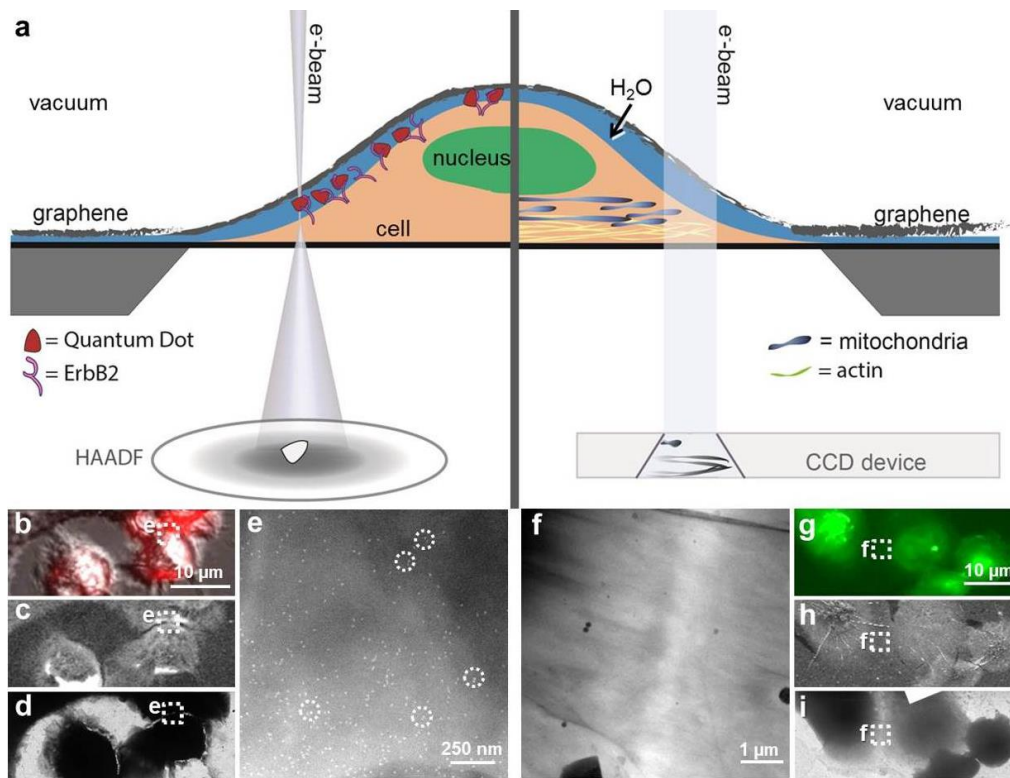 a
e⁻-beam
e⁻-beam
vacuum
H₂O
vacuum
nucleus
graphene
cell
graphene
= Quantum Dot
= ErbB2
= mitochondria
= actin
HAADF
CCD device
b
e
10 µm
c
e
d
e
e
250 nm
f
1 µm
g
f
10 µm
h
f
i
f